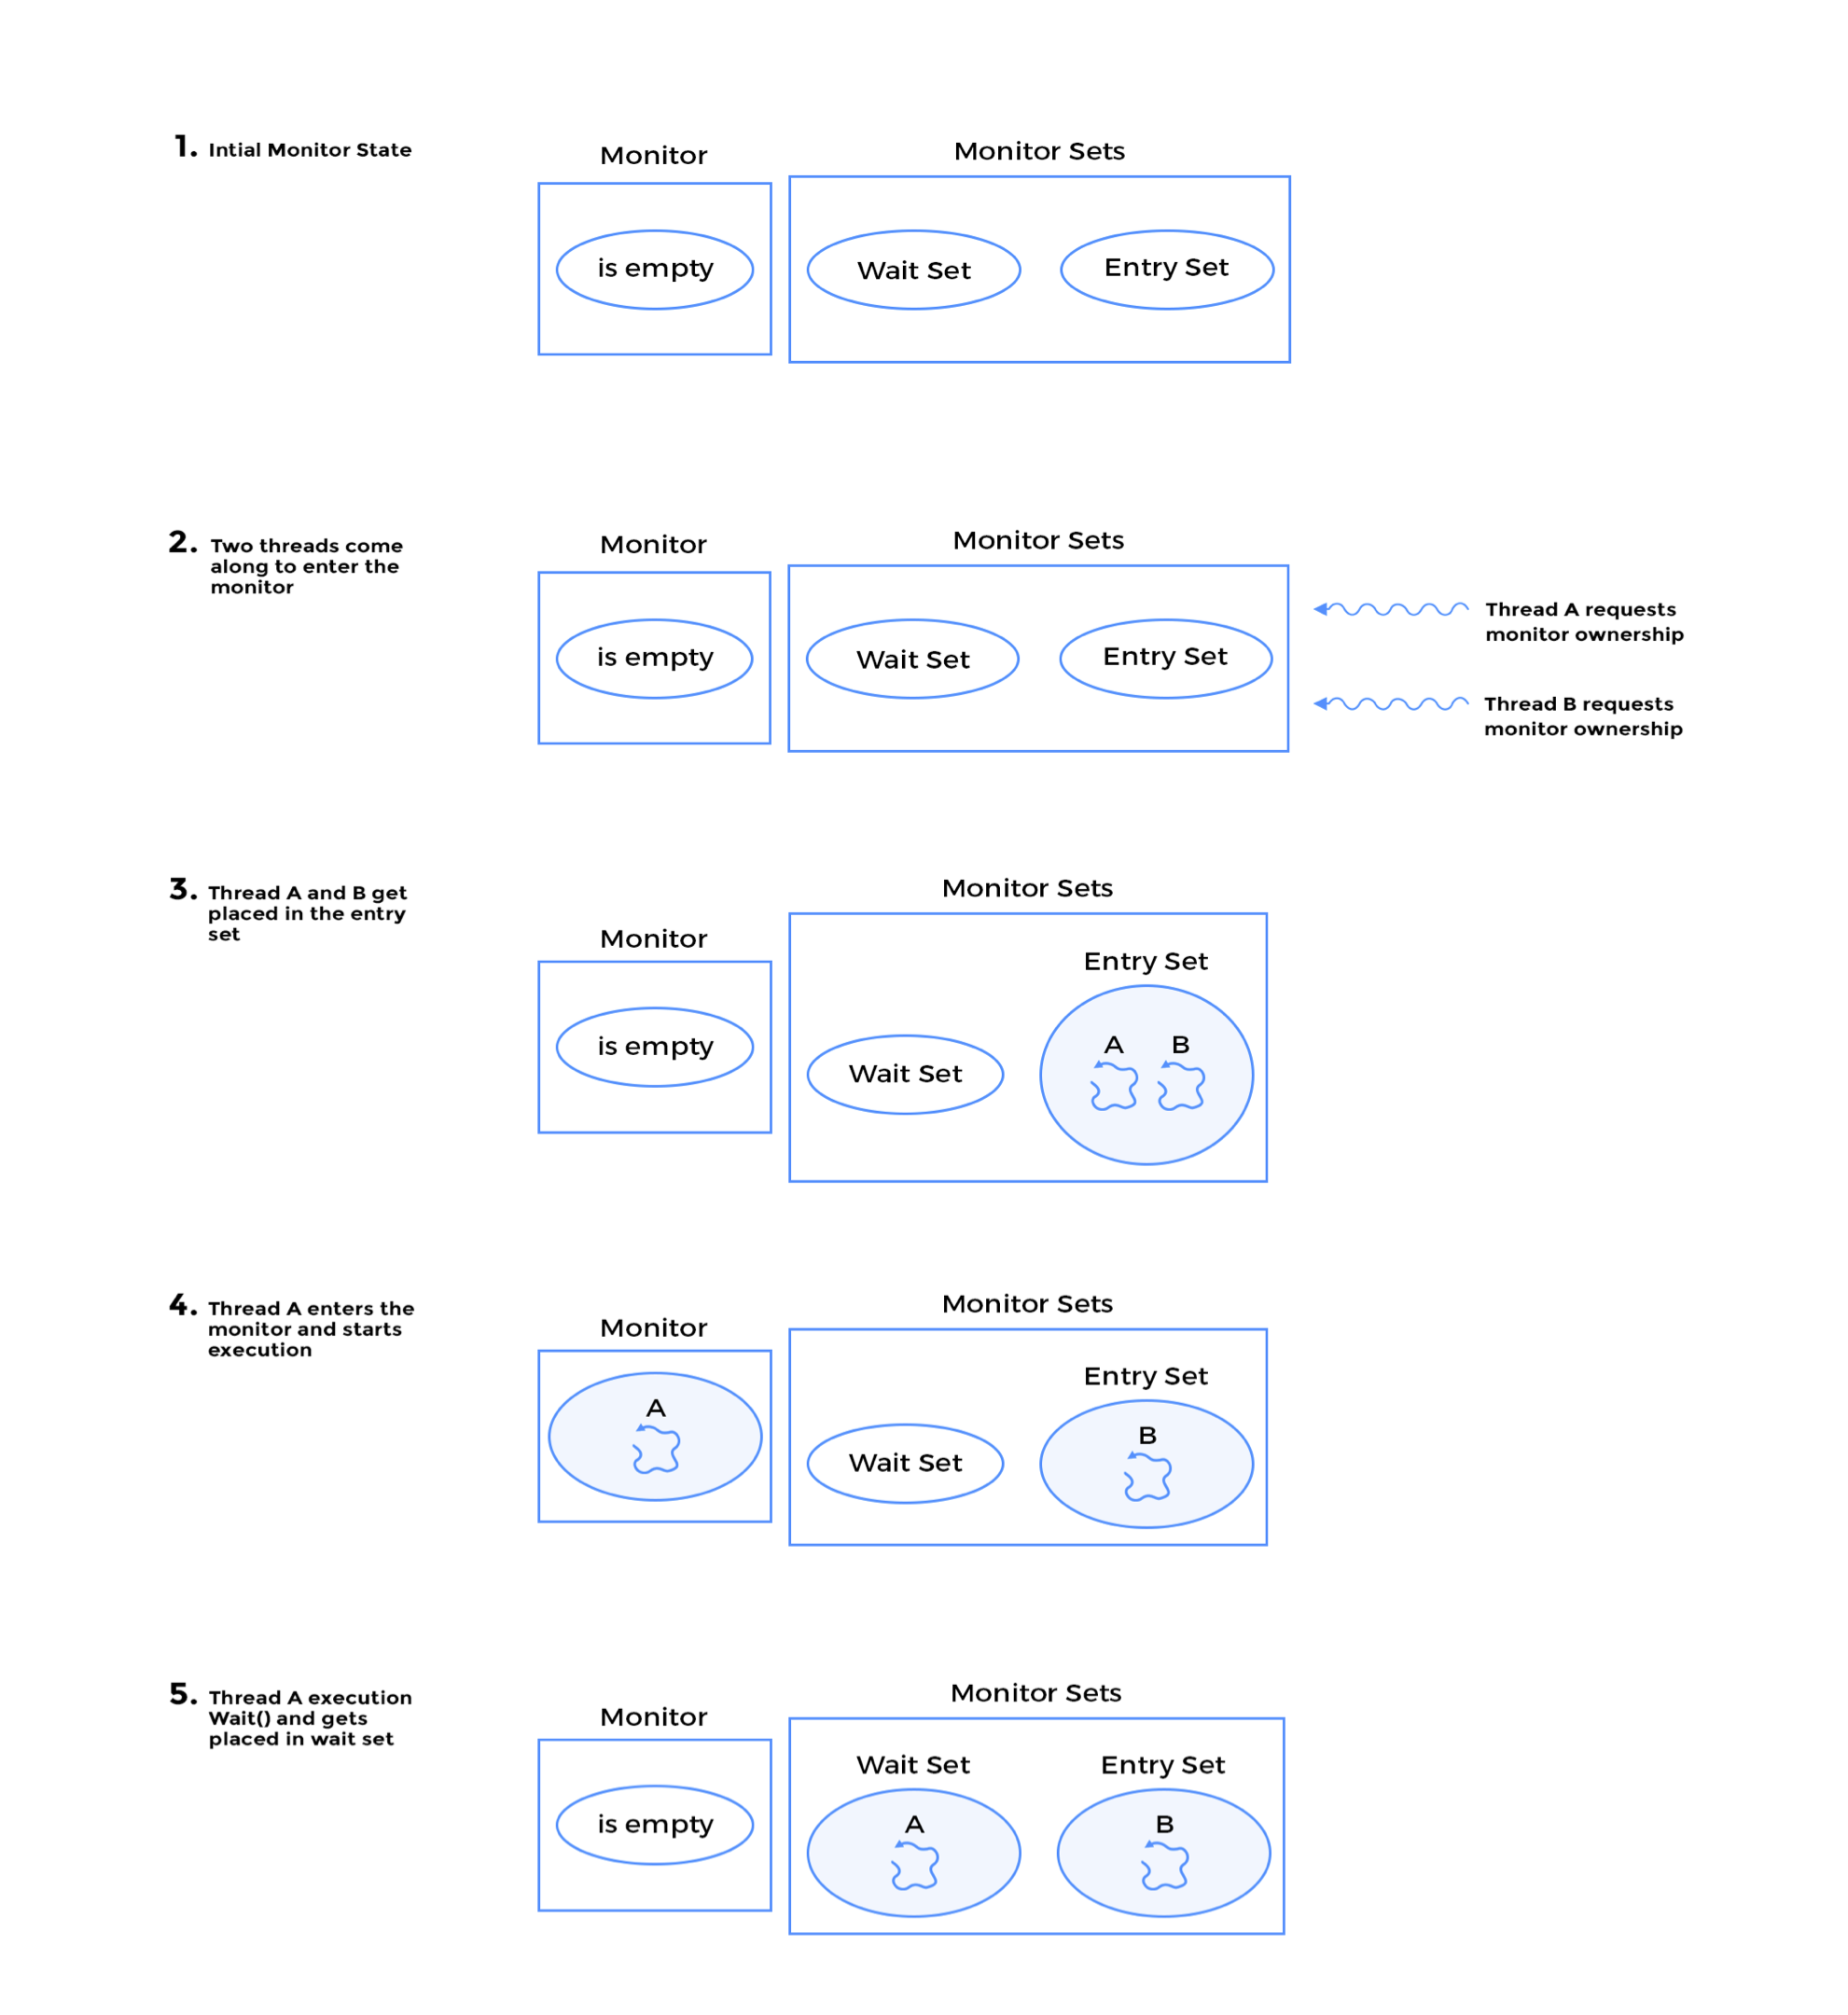 1. Intial Monitor State
Monitor
Monitor Sets
is empty
Wait Set
Entry Set
2. Two threads come
along to enter the
monitor
Monitor
Monitor Sets
is empty
Wait Set
Entry Set
Thread A requests
monitor ownership
Thread B requests
monitor ownership
3. Thread A and B get
placed in the entry
set
Monitor
Monitor Sets
is empty
Wait Set
Entry Set
A
B
4. Thread A enters the
monitor and starts
execution
Monitor
Monitor Sets
A
Wait Set
Entry Set
B
5. Thread A execution
Wait() and gets
placed in wait set
Monitor
Monitor Sets
is empty
Wait Set
A
Entry Set
B